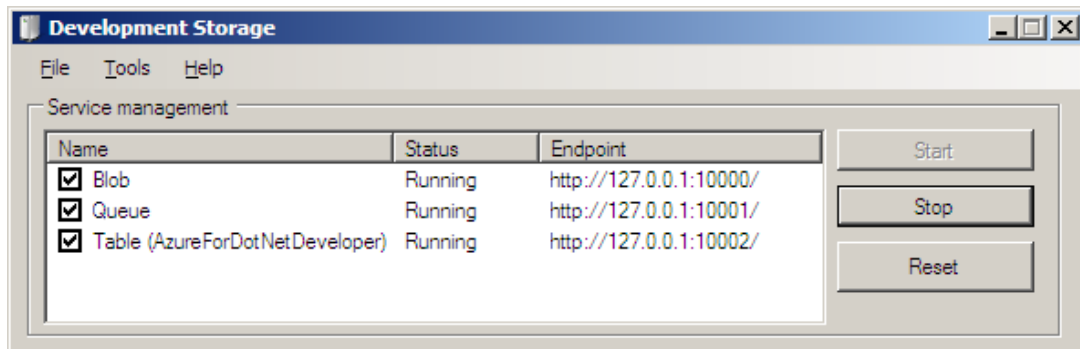 Development Storage
File Tools Help
Service management
Name Status Endpoint
Blob Running http://127.0.0.1:10000/
Queue Running http://127.0.0.1:10001/
Table (AzureForDotNetDeveloper) Running http://127.0.0.1:10002/
Start
Stop
Reset